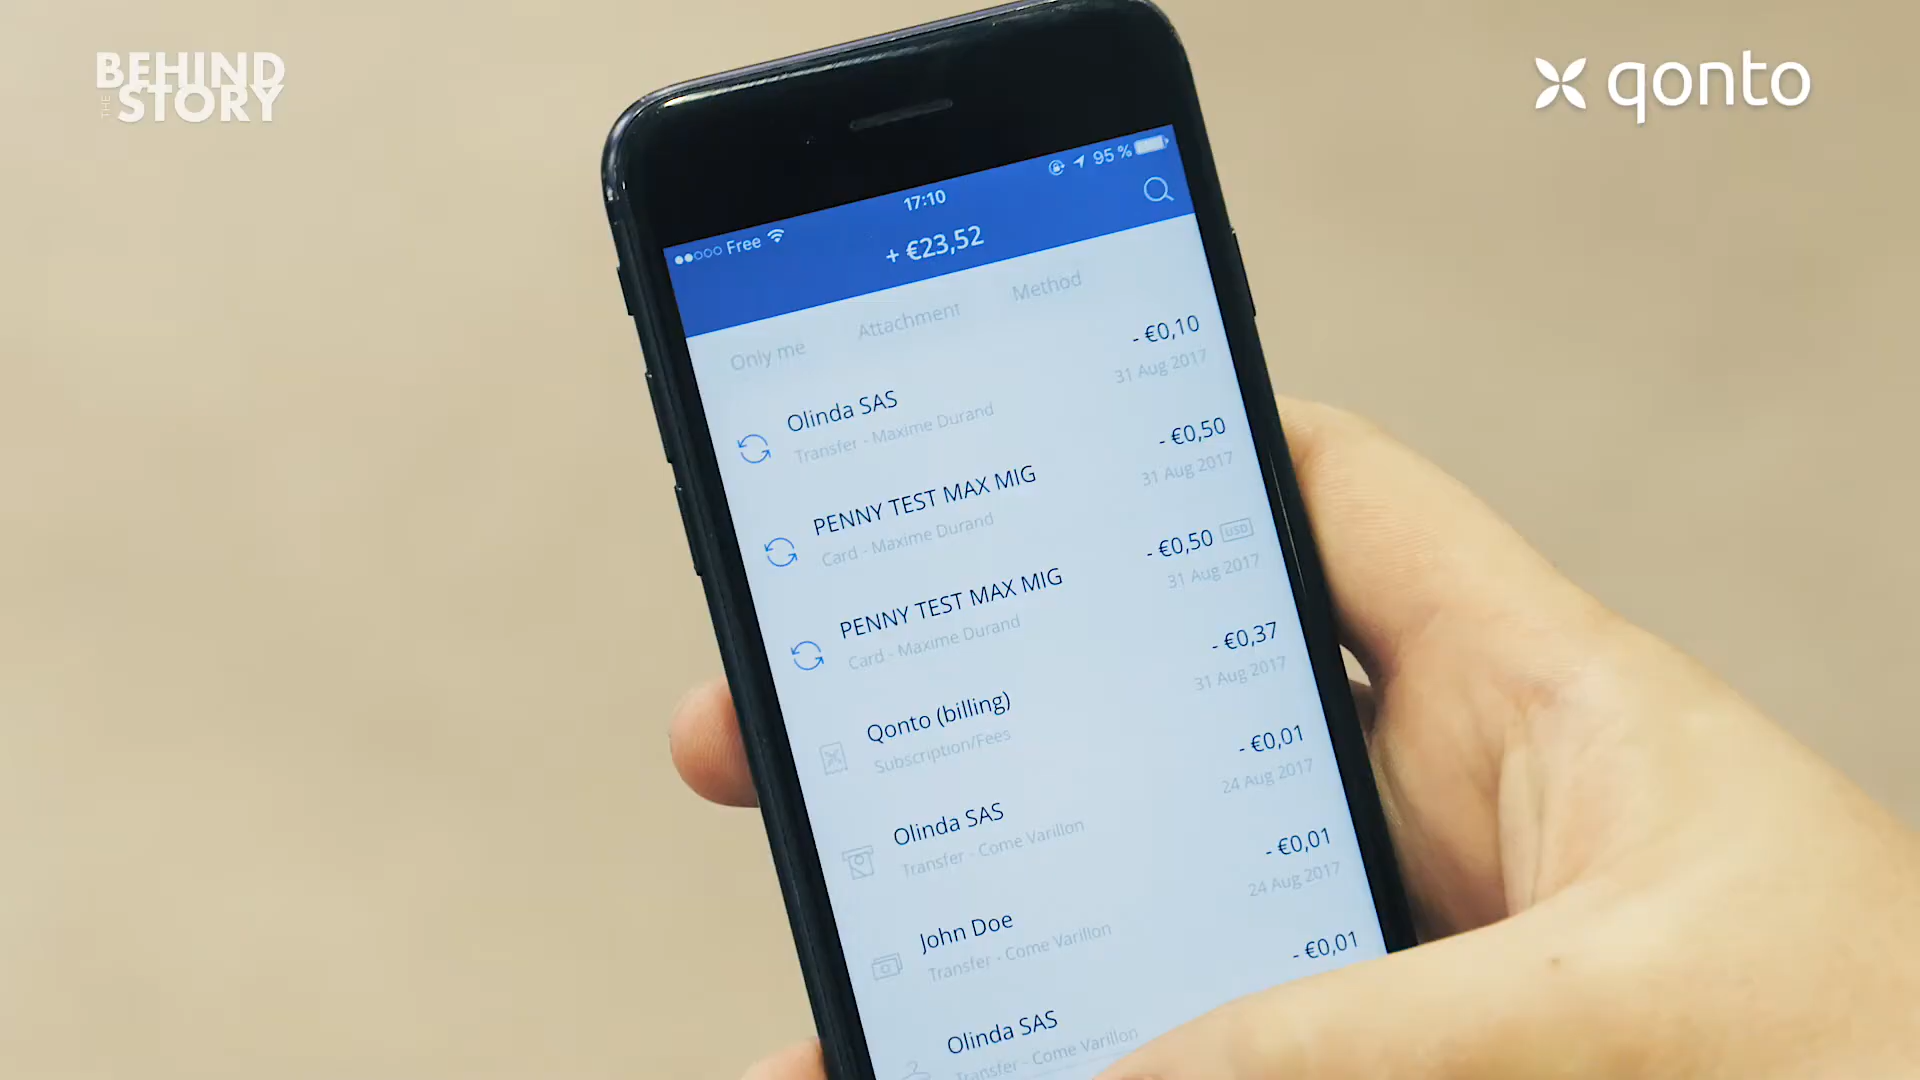 BEHIND
THE STORY
qonto
Free 17:10 95 %
+ €23,52
Only me Attachment Method
Olinda SAS - €0,10
Transfer - Maxime Durand 31 Aug 2017
PENNY TEST MAX MIG - €0,50
Card - Maxime Durand 31 Aug 2017
PENNY TEST MAX MIG - €0,50 USD
Card - Maxime Durand 31 Aug 2017
Qonto (billing) - €0,37
Subscription/Fees 31 Aug 2017
Olinda SAS - €0,01
Transfer - Come Varillon 24 Aug 2017
John Doe - €0,01
Transfer - Come Varillon 24 Aug 2017
Olinda SAS - €0,01
Transfer - Come Varillon